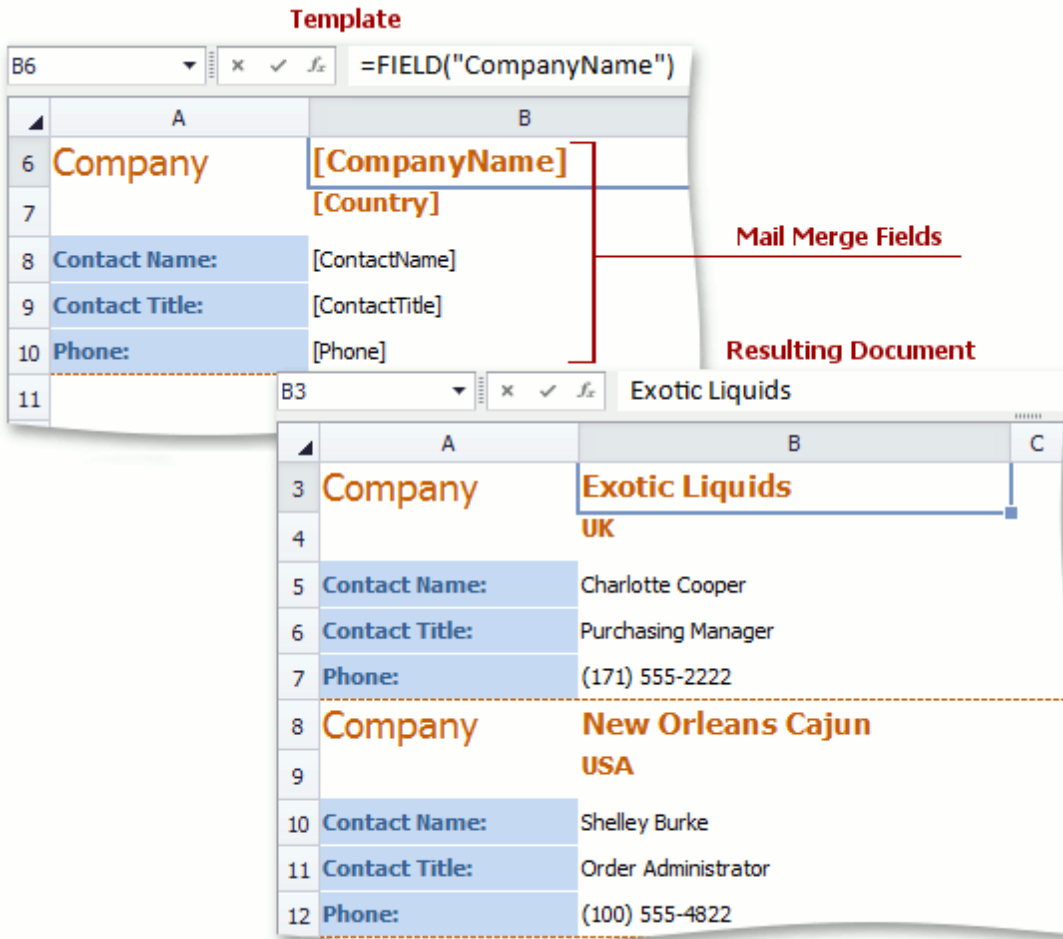 Template
B6 =FIELD("CompanyName")
A B
6 Company [CompanyName]
7 [Country]
8 Contact Name: [ContactName]
9 Contact Title: [ContactTitle]
10 Phone: [Phone]
11
Mail Merge Fields
Resulting Document
B3 fx Exotic Liquids
A B C
3 Company Exotic Liquids
4 UK
5 Contact Name: Charlotte Cooper
6 Contact Title: Purchasing Manager
7 Phone: (171) 555-2222
8 Company New Orleans Cajun
9 USA
10 Contact Name: Shelley Burke
11 Contact Title: Order Administrator
12 Phone: (100) 555-4822